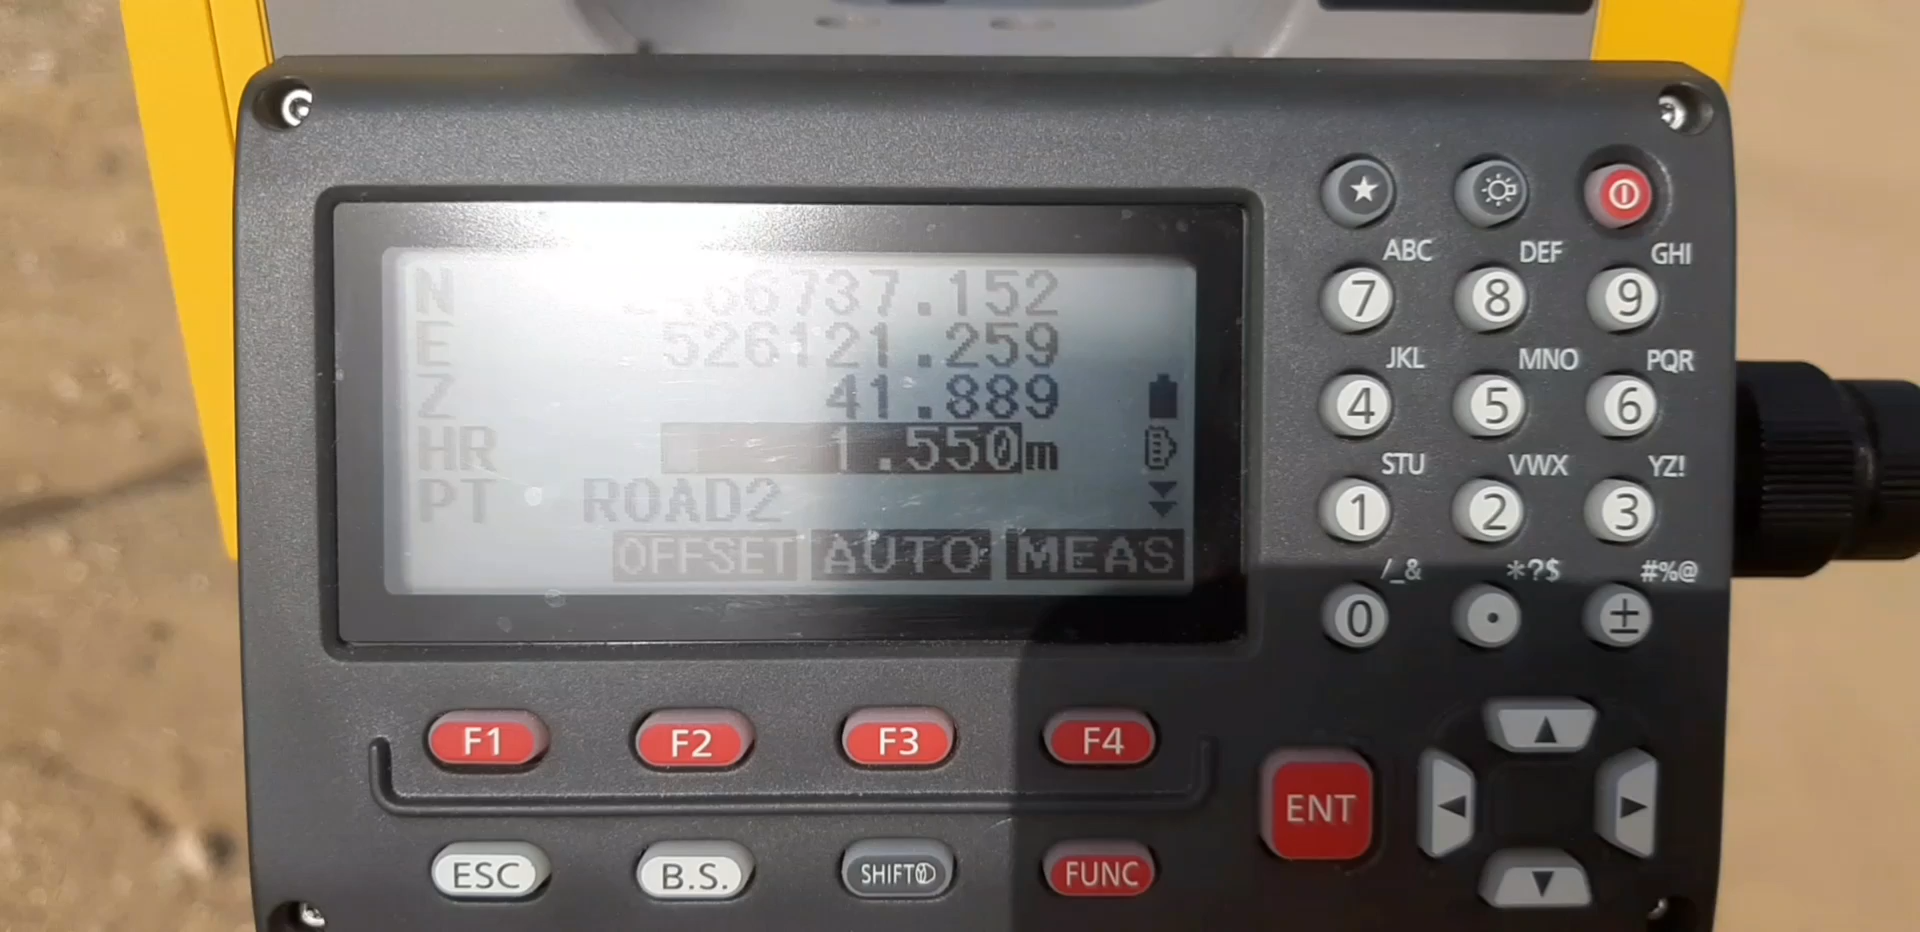 N 66737.152
E 526121.259
Z 41.889
HR 1.550m
PT ROAD2
OFFSET AUTO MEAS
ABC DEF GHI
7 8 9
JKL MNO PQR
4 5 6
STU VWX YZ!
1 2 3
/_& *?$ #%@
0 . ±
F1 F2 F3 F4
ENT
ESC B.S. SHIFT FUNC